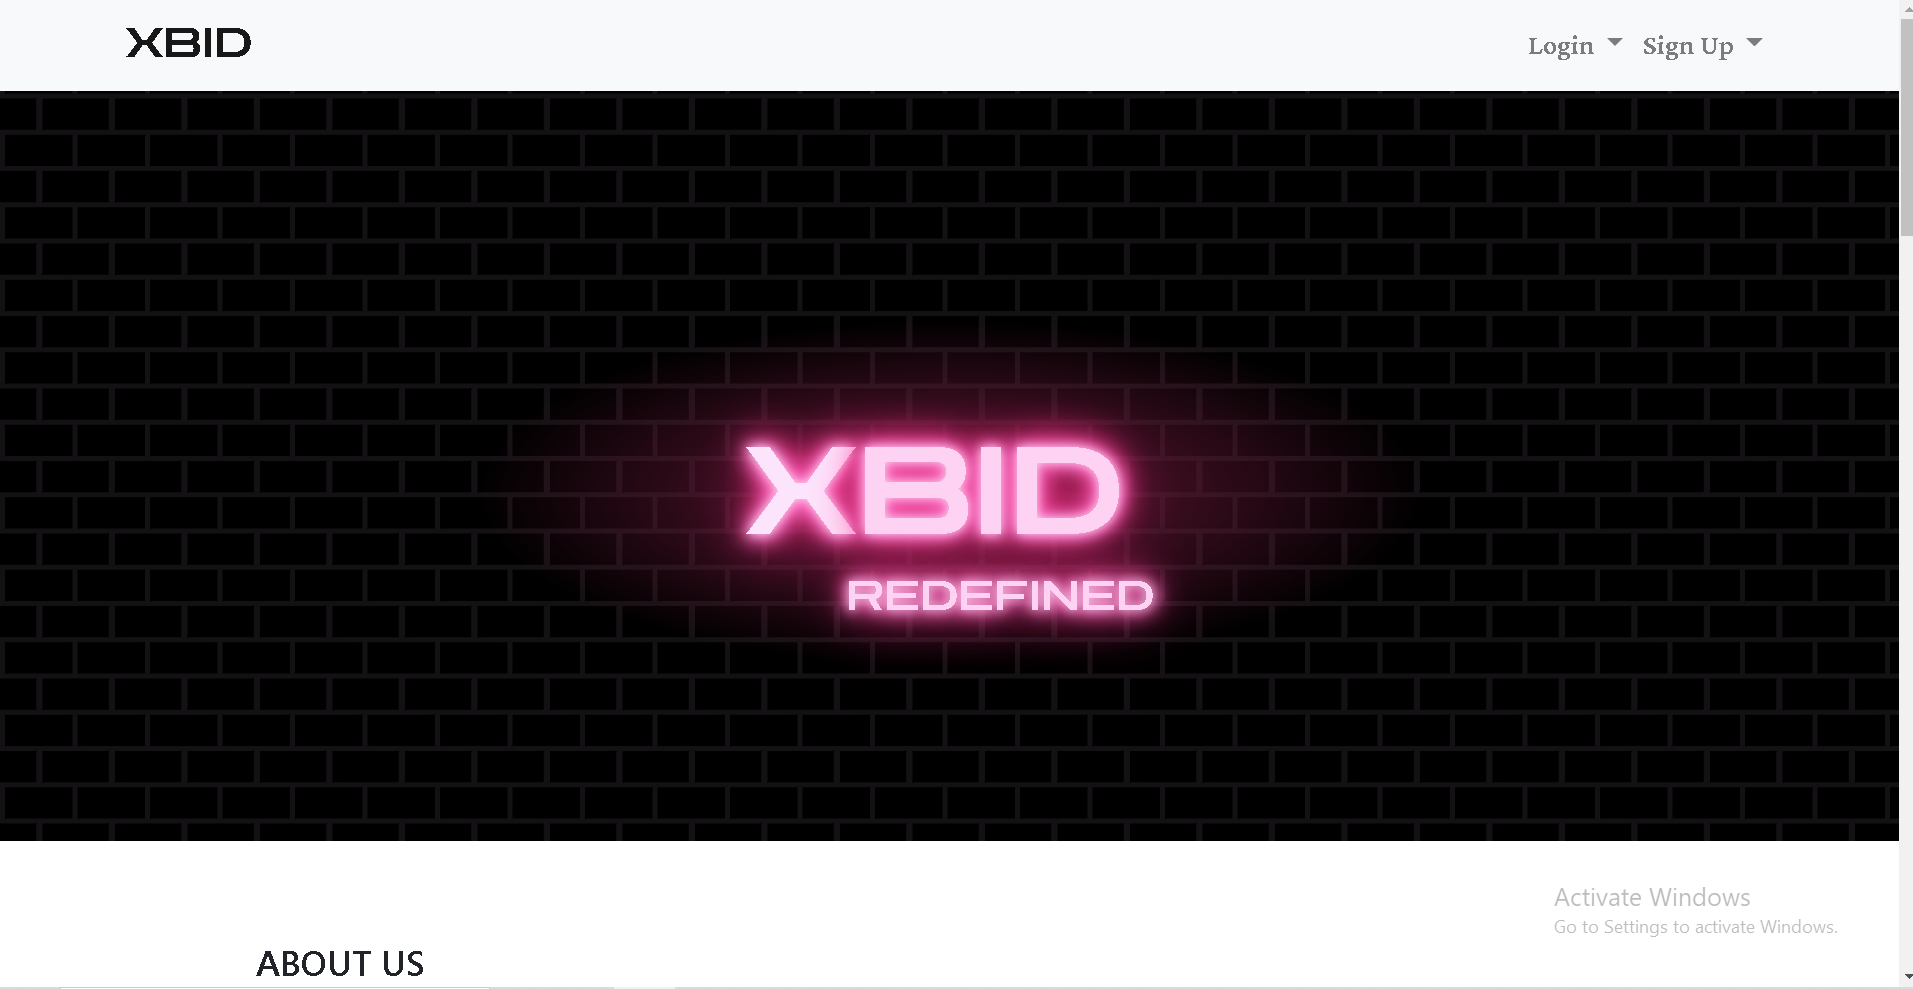 XBID
Login
Sign Up
XBID
REDEFINED
Activate Windows
Go to Settings to activate Windows.
ABOUT US